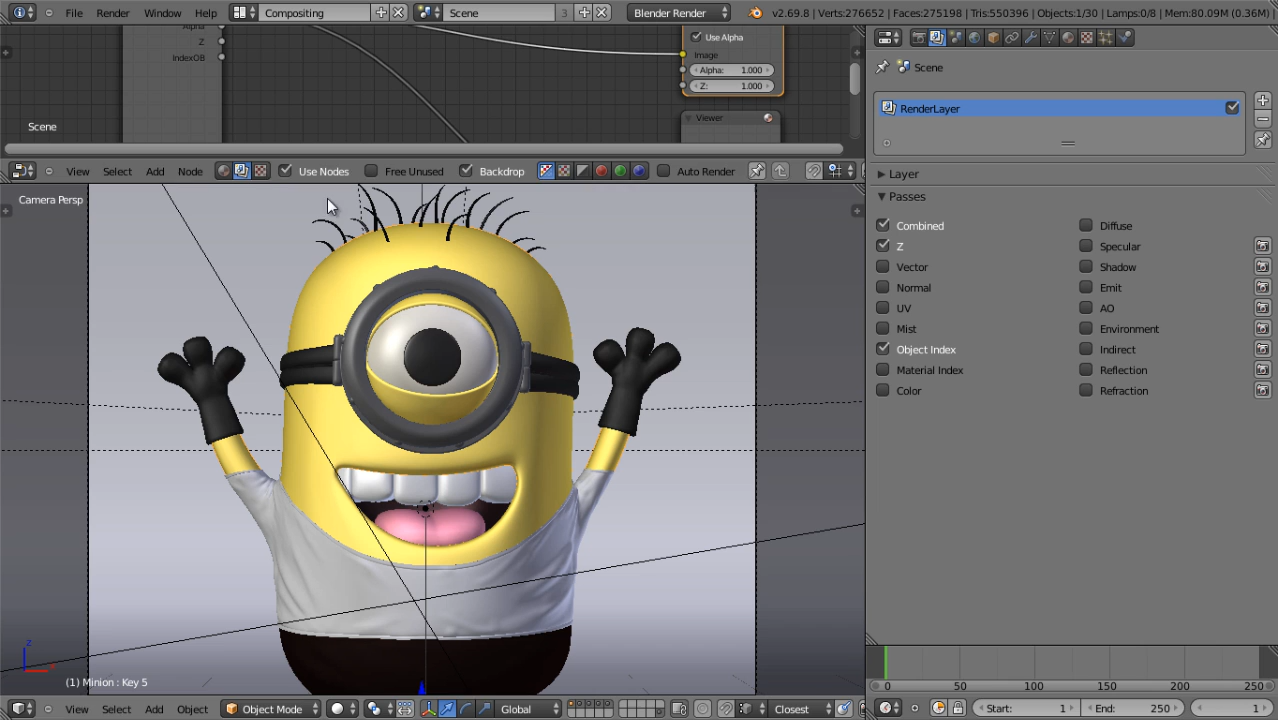 File Render Window Help Compositing Scene 3 Blender Render v2.69.8 | Verts:276652 | Faces:275198 | Tris:550396 | Objects:1/30 | Lamps:0/8 | Mem:80.09M (0.36M) |
Alpha
Z
IndexOB
Use Alpha
Image
Alpha: 1.000
Z: 1.000
Viewer
Scene
View Select Add Node Use Nodes Free Unused Backdrop Auto Render
Camera Persp
(1) Minion : Key 5
View Select Add Object Object Mode Global Closest
Scene
RenderLayer
Layer
Passes
Combined
Z
Vector
Normal
UV
Mist
Object Index
Material Index
Color
Diffuse
Specular
Shadow
Emit
AO
Environment
Indirect
Reflection
Refraction
0 50 100 150 200 250
Start: 1 End: 250 1